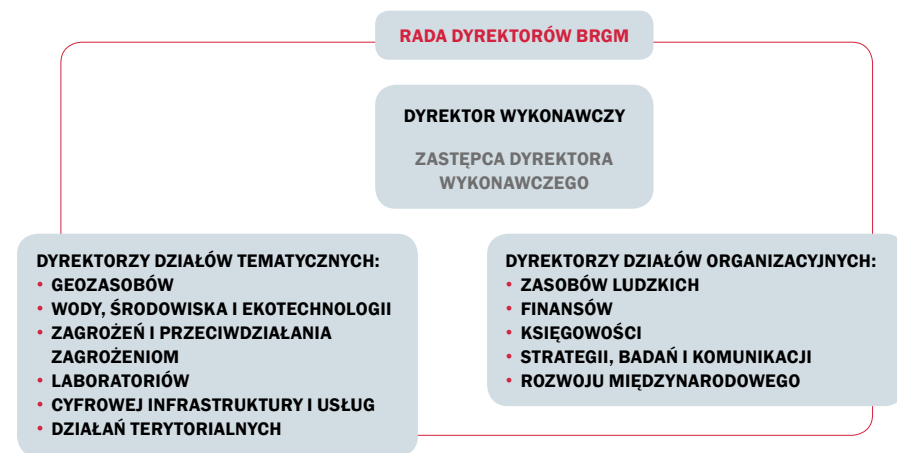 RADA DYREKTORÓW BRGM
DYREKTOR WYKONAWCZY
ZASTĘPCA DYREKTORA
WYKONAWCZEGO
DYREKTORZY DZIAŁÓW TEMATYCZNYCH:
• GEOZASOBÓW
• WODY, ŚRODOWISKA I EKOTECHNOLOGII
• ZAGROŻEŃ I PRZECIWDZIAŁANIA
ZAGROŻENIOM
• LABORATORIÓW
• CYFROWEJ INFRASTRUKTURY I USŁUG
• DZIAŁAŃ TERYTORIALNYCH
DYREKTORZY DZIAŁÓW ORGANIZACYJNYCH:
• ZASOBÓW LUDZKICH
• FINANSÓW
• KSIĘGOWOŚCI
• STRATEGII, BADAŃ I KOMUNIKACJI
• ROZWOJU MIĘDZYNARODOWEGO